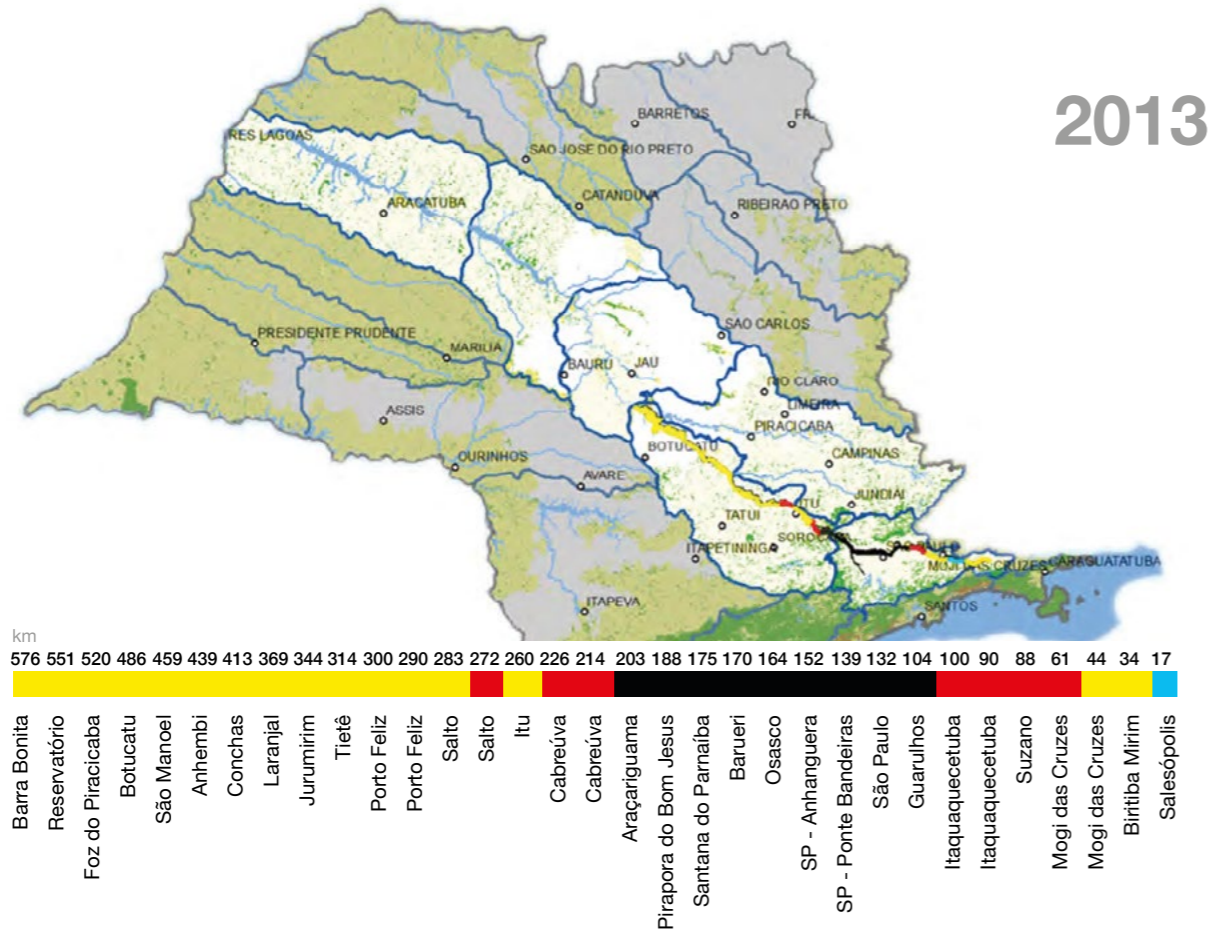 2013
BARRETOS
FR
RES LAGOAS
SAO JOSE DO RIO PRETO
CATANDUVA
ARACATUBA
RIBEIRAO PRETO
SAO CARLOS
PRESIDENTE PRUDENTE
MARILIA
BAURU
JAU
RIO CLARO
LIMEIRA
ASSIS
PIRACICABA
BOTUCATU
OURINHOS
CAMPINAS
AVARE
JUNDIAI
ITU
TATUI
SOROCABA
SAO PAULO
ITAPETININGA
MOJI DAS CRUZES
CARAGUATATUBA
ITAPEVA
SANTOS
km
576 551 520 486 459 439 413 369 344 314 300 290 283 272 260 226 214 203 188 175 170 164 152 139 132 104 100 90 88 61 44 34 17
Barra Bonita
Reservatório
Foz do Piracicaba
Botucatu
São Manoel
Anhembi
Conchas
Laranjal
Jurumirim
Tietê
Porto Feliz
Porto Feliz
Salto
Salto
Itu
Cabreúva
Cabreúva
Araçariguama
Pirapora do Bom Jesus
Santana do Parnaíba
Barueri
Osasco
SP - Anhanguera
SP - Ponte Bandeiras
São Paulo
Guarulhos
Itaquaquecetuba
Itaquaquecetuba
Suzano
Mogi das Cruzes
Mogi das Cruzes
Biritiba Mirim
Salesópolis